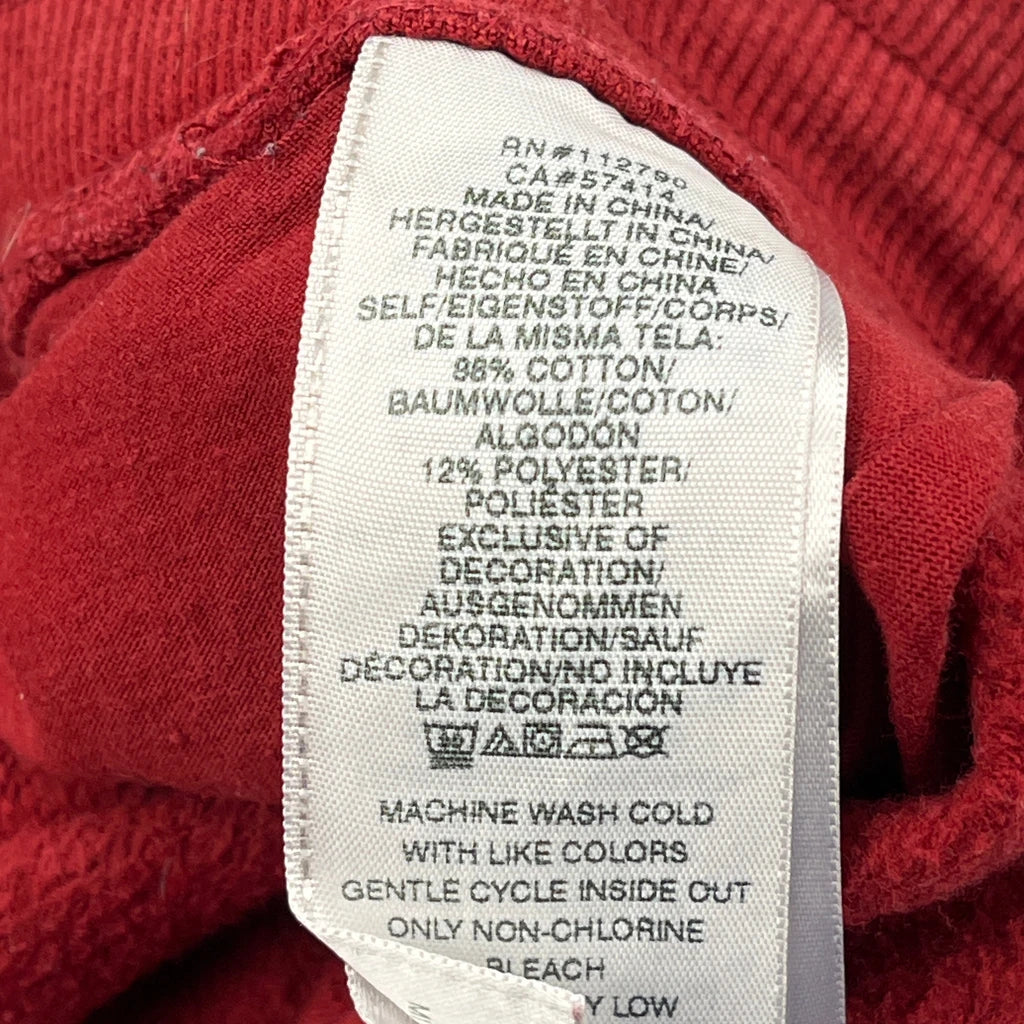 RN#112790
CA#57414
MADE IN CHINA/
HERGESTELLT IN CHINA/
FABRIQUÉ EN CHINE/
HECHO EN CHINA
SELF/EIGENSTOFF/CORPS/
DE LA MISMA TELA:
98% COTTON/
BAUMWOLLE/COTON/
ALGODÓN
12% POLYESTER/
POLIÉSTER
EXCLUSIVE OF
DECORATION/
AUSGENOMMEN
DEKORATION/SAUF
DÉCORATION/NO INCLUYE
LA DECORACIÓN
MACHINE WASH COLD
WITH LIKE COLORS
GENTLE CYCLE INSIDE OUT
ONLY NON-CHLORINE
BLEACH
LOW